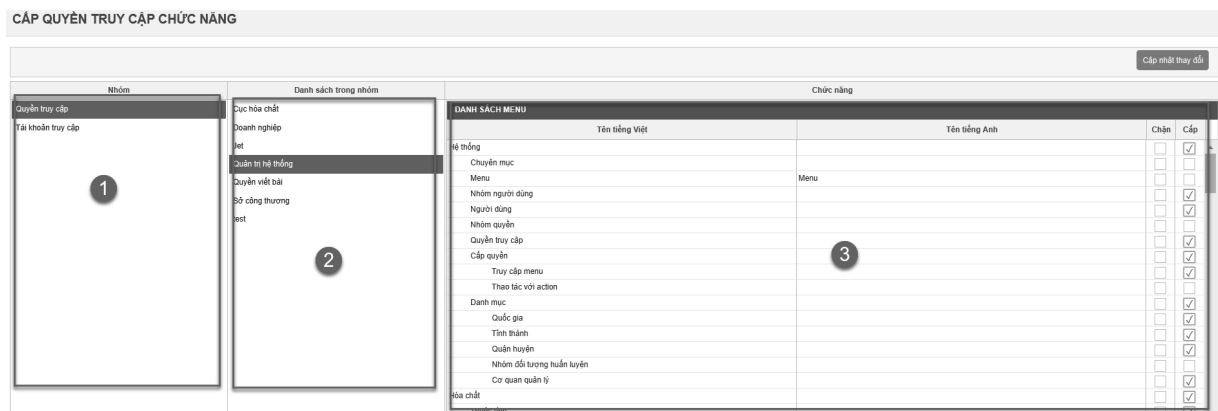 CẤP QUYỀN TRUY CẬP CHỨC NĂNG
Cập nhật thay đổi
Nhóm
Danh sách trong nhóm
Chức năng
Quyền truy cập
Tài khoản truy cập
1
Cục hóa chất
Doanh nghiệp
Jet
Quản trị hệ thống
Quyền viết bài
Sở công thương
test
2
DANH SÁCH MENU
Tên tiếng Việt Tên tiếng Anh Chặn Cấp
Hệ thống
Chuyên mục
Menu Menu
Nhóm người dùng
Người dùng
Nhóm quyền
Quyền truy cập
Cấp quyền
3
Truy cập menu
Thao tác với action
Danh mục
Quốc gia
Tỉnh thành
Quận huyện
Nhóm đối tượng huấn luyện
Cơ quan quản lý
Hóa chất